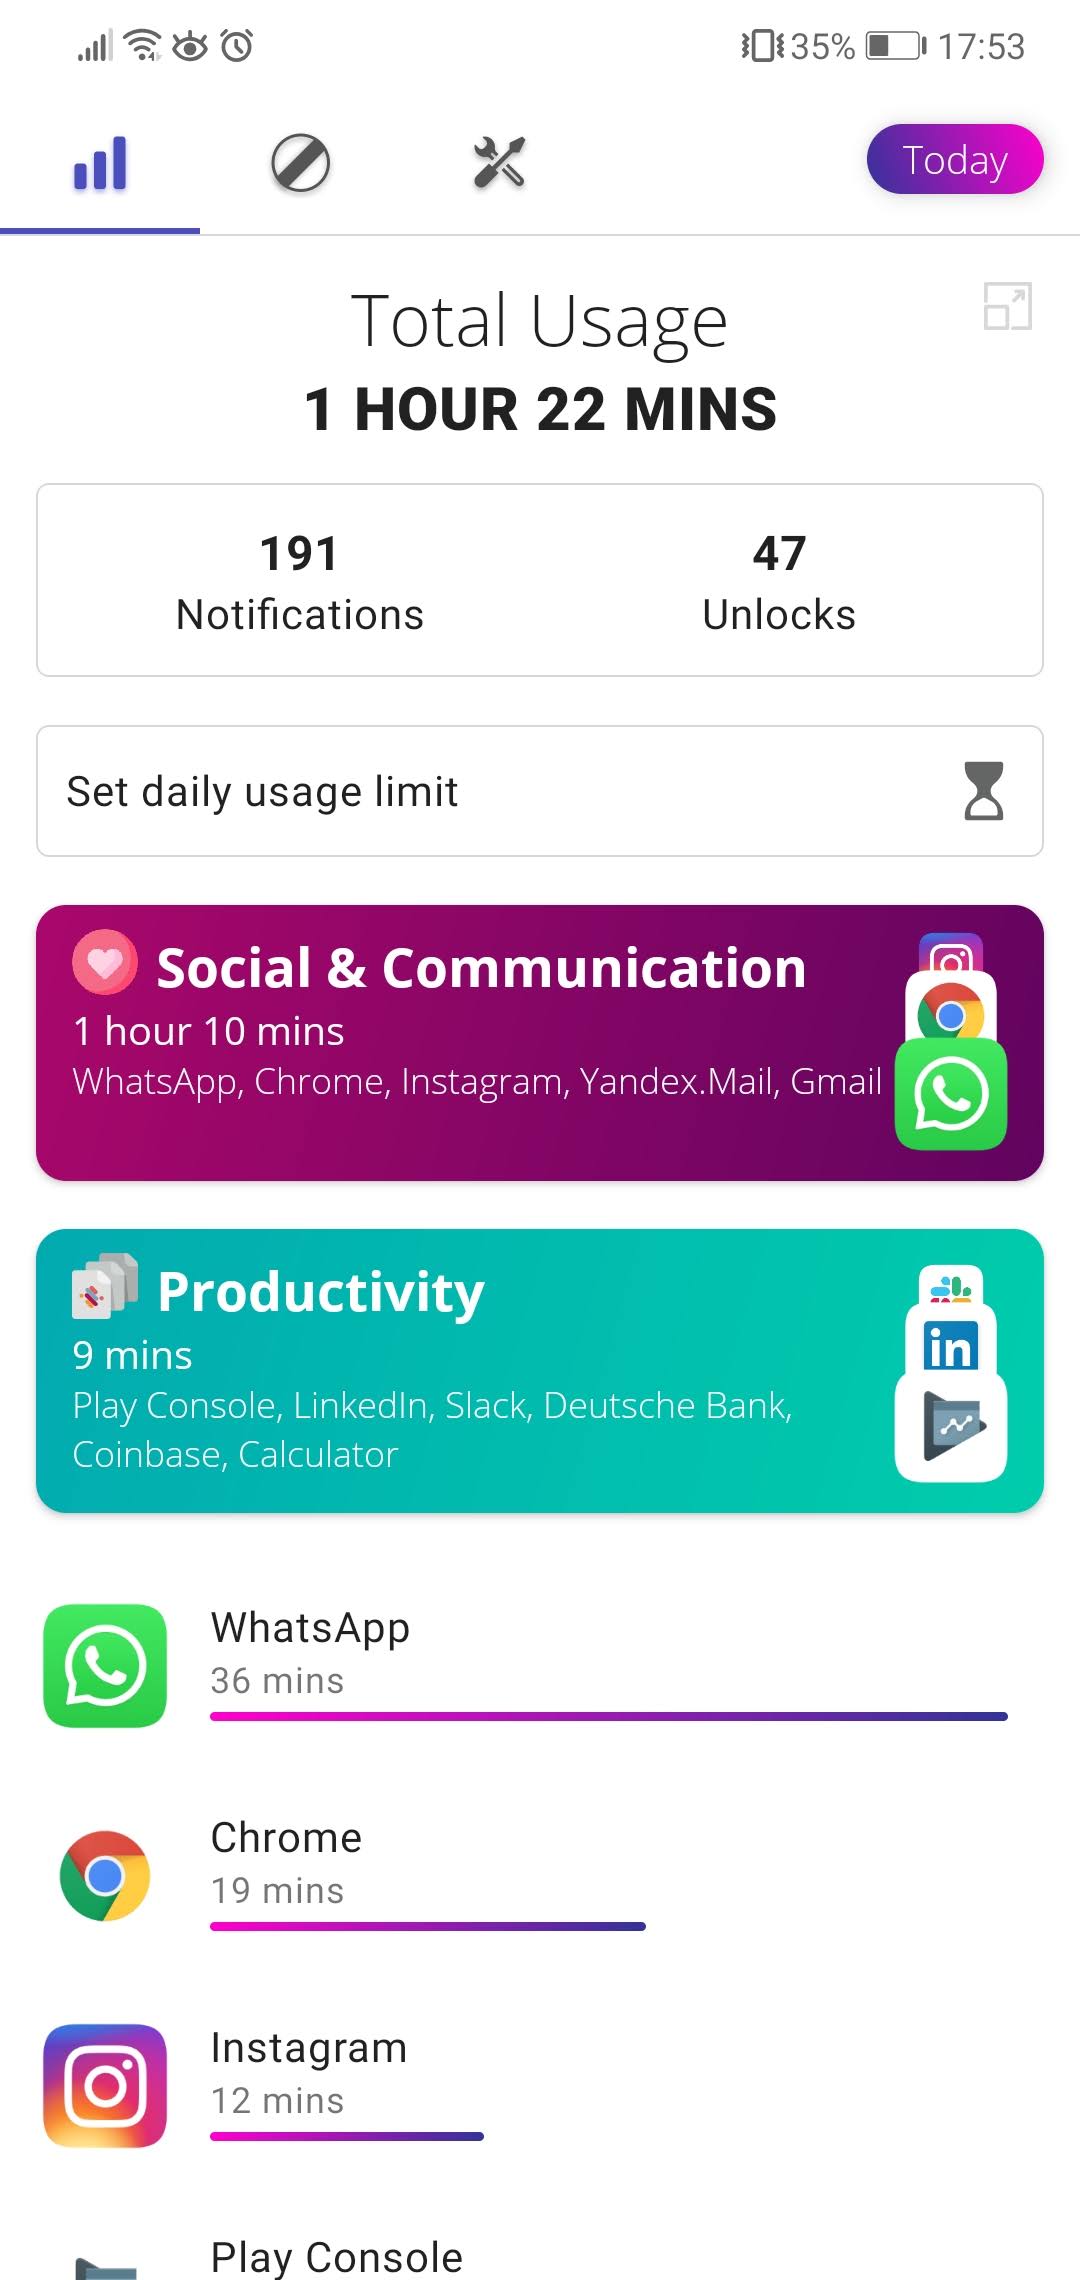 35% 17:53
Today
Total Usage
1 HOUR 22 MINS
191 47
Notifications Unlocks
Set daily usage limit
Social & Communication
1 hour 10 mins
WhatsApp, Chrome, Instagram, Yandex.Mail, Gmail
Productivity
9 mins
in
Play Console, LinkedIn, Slack, Deutsche Bank,
Coinbase, Calculator
WhatsApp
36 mins
Chrome
19 mins
Instagram
12 mins
Play Console